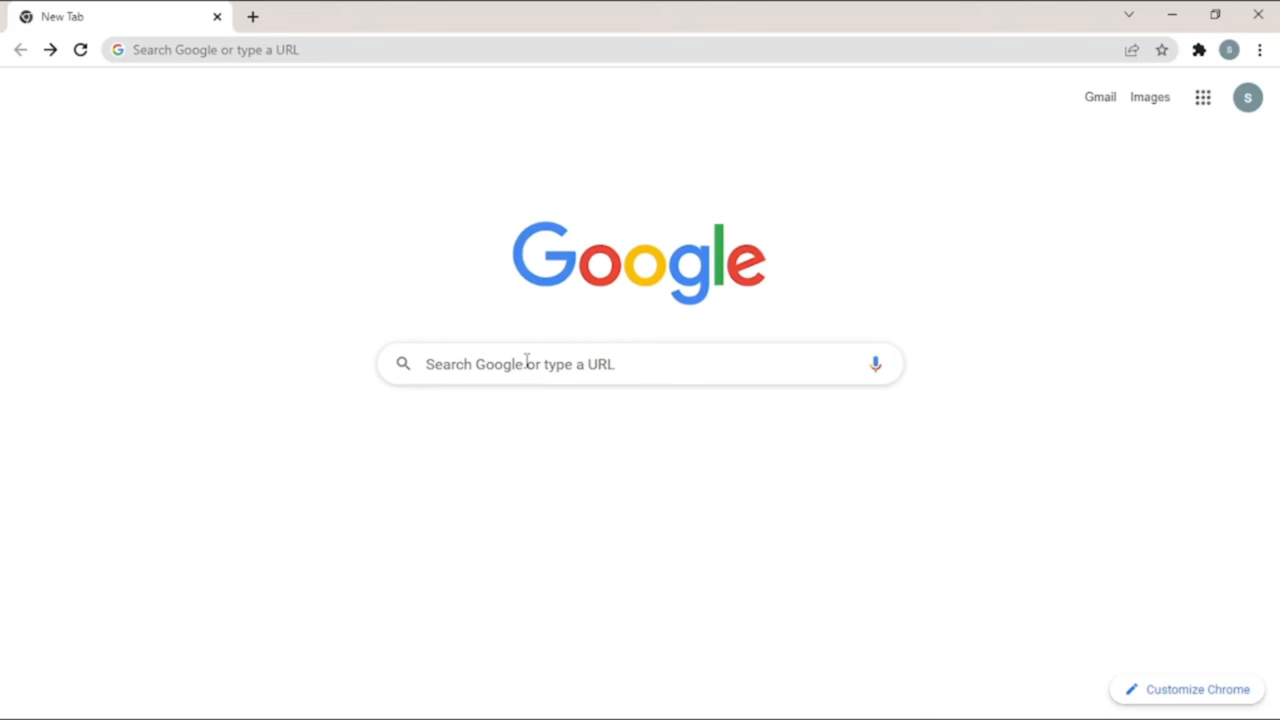 New Tab
Search Google or type a URL
S
Gmail Images
S
Google
Search Google or type a URL
Customize Chrome